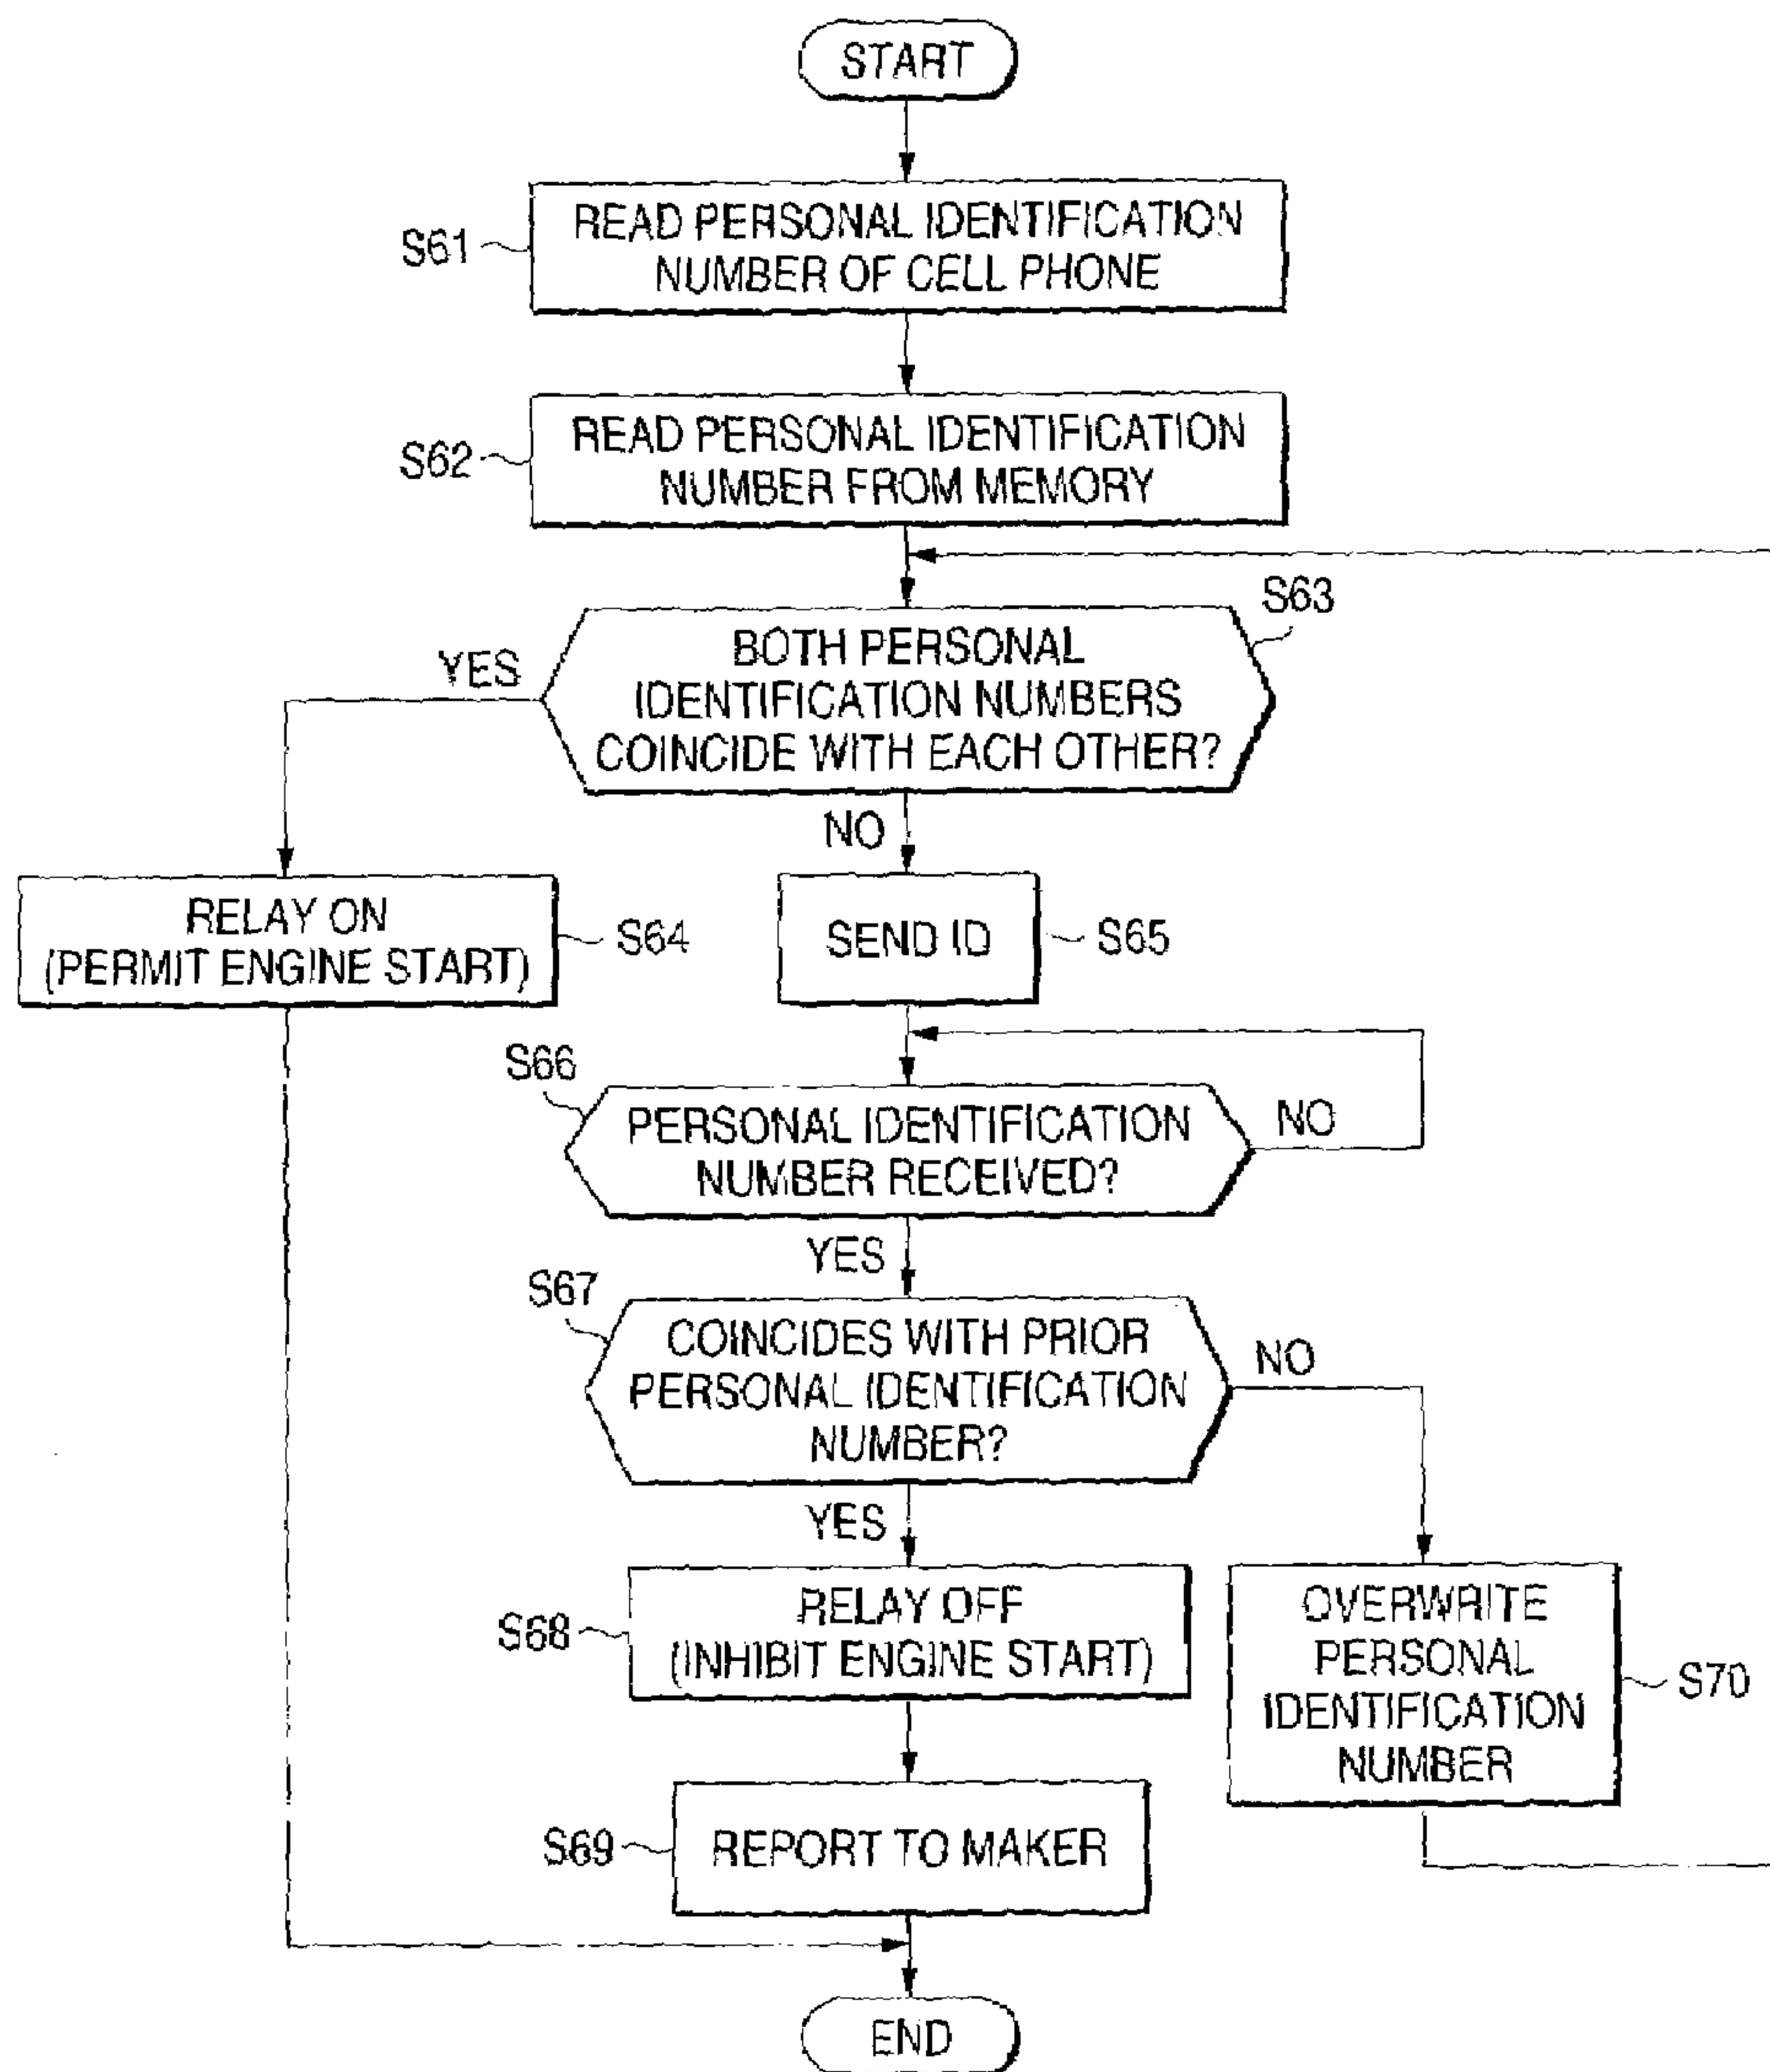 START
S61
READ PERSONAL IDENTIFICATION
NUMBER OF CELL PHONE
S62
READ PERSONAL IDENTIFICATION
NUMBER FROM MEMORY
S63
BOTH PERSONAL
IDENTIFICATION NUMBERS
COINCIDE WITH EACH OTHER?
YES
NO
RELAY ON
(PERMIT ENGINE START)
S64
SEND ID
S65
S66
PERSONAL IDENTIFICATION
NUMBER RECEIVED?
NO
YES
S67
COINCIDES WITH PRIOR
PERSONAL IDENTIFICATION
NUMBER?
NO
YES
S68
RELAY OFF
(INHIBIT ENGINE START)
OVERWRITE
PERSONAL
IDENTIFICATION
NUMBER
S70
S69
REPORT TO MAKER
END